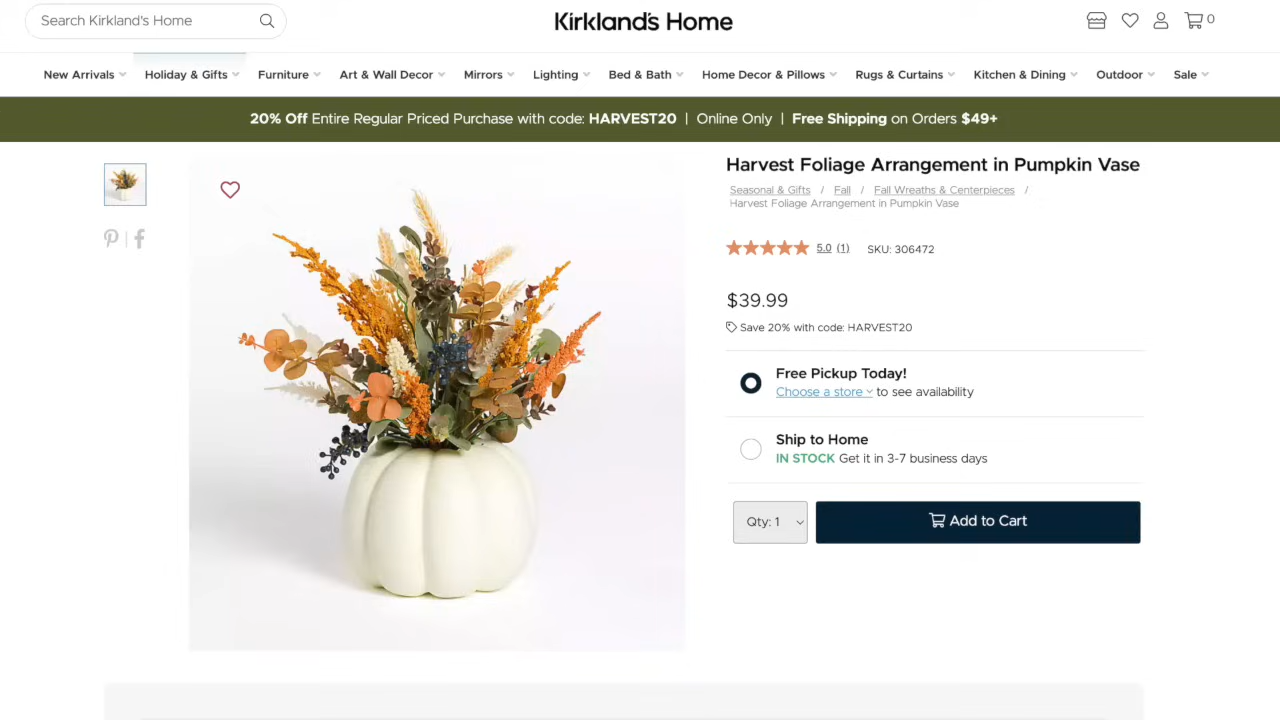 Search Kirkland's Home
Kirkland's Home
0
New Arrivals
Holiday & Gifts
Furniture
Art & Wall Decor
Mirrors
Lighting
Bed & Bath
Home Decor & Pillows
Rugs & Curtains
Kitchen & Dining
Outdoor
Sale
20% Off Entire Regular Priced Purchase with code: HARVEST20 | Online Only | Free Shipping on Orders $49+
Harvest Foliage Arrangement in Pumpkin Vase
Seasonal & Gifts / Fall / Fall Wreaths & Centerpieces /
Harvest Foliage Arrangement in Pumpkin Vase
5.0 (1) SKU: 306472
$39.99
Save 20% with code: HARVEST20
Free Pickup Today!
Choose a store to see availability
Ship to Home
IN STOCK Get it in 3-7 business days
Qty: 1
Add to Cart